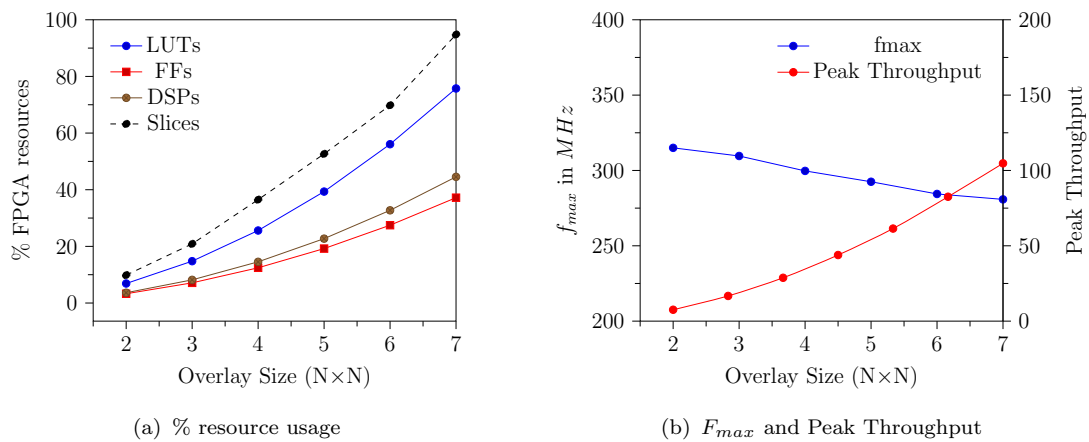 % FPGA resources
100
80
60
40
20
0
LUTs
FFs
DSPs
Slices
2 3 4 5 6 7
Overlay Size (N×N)
(a) % resource usage
f_max in MHz
400
350
300
250
200
fmax
Peak Throughput
200
150
100
50
0
Peak Throughput
2 3 4 5 6 7
Overlay Size (N×N)
(b) F_max and Peak Throughput